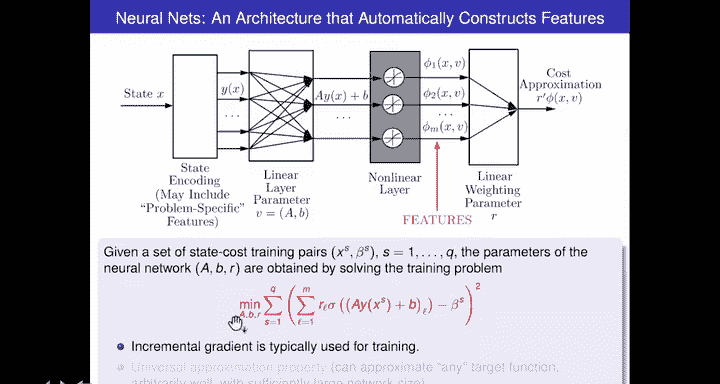 Neural Nets: An Architecture that Automatically Constructs Features
State x
y(x)
...
Ay(x) + b
...
ϕ₁(x, v)
ϕ₂(x, v)
...
ϕₘ(x, v)
Cost
Approximation
r′ϕ(x, v)
State
Encoding
(May Include
"Problem-Specific"
Features)
Linear
Layer
Parameter
v = (A, b)
Nonlinear
Layer
FEATURES
Linear
Weighting
Parameter
r
Given a set of state-cost training pairs (xˢ, βˢ), s = 1, . . . , q, the parameters of the
neural network (A, b, r) are obtained by solving the training problem
min_{A,b,r} ∑_{s=1}^{q} ( ∑_{ℓ=1}^{m} r_ℓ σ ((Ay(xˢ) + b)_ℓ) − βˢ )²
Incremental gradient is typically used for training.
Universal approximation property (can approximate "any" target function,
arbitrarily well, with sufficiently large network size)